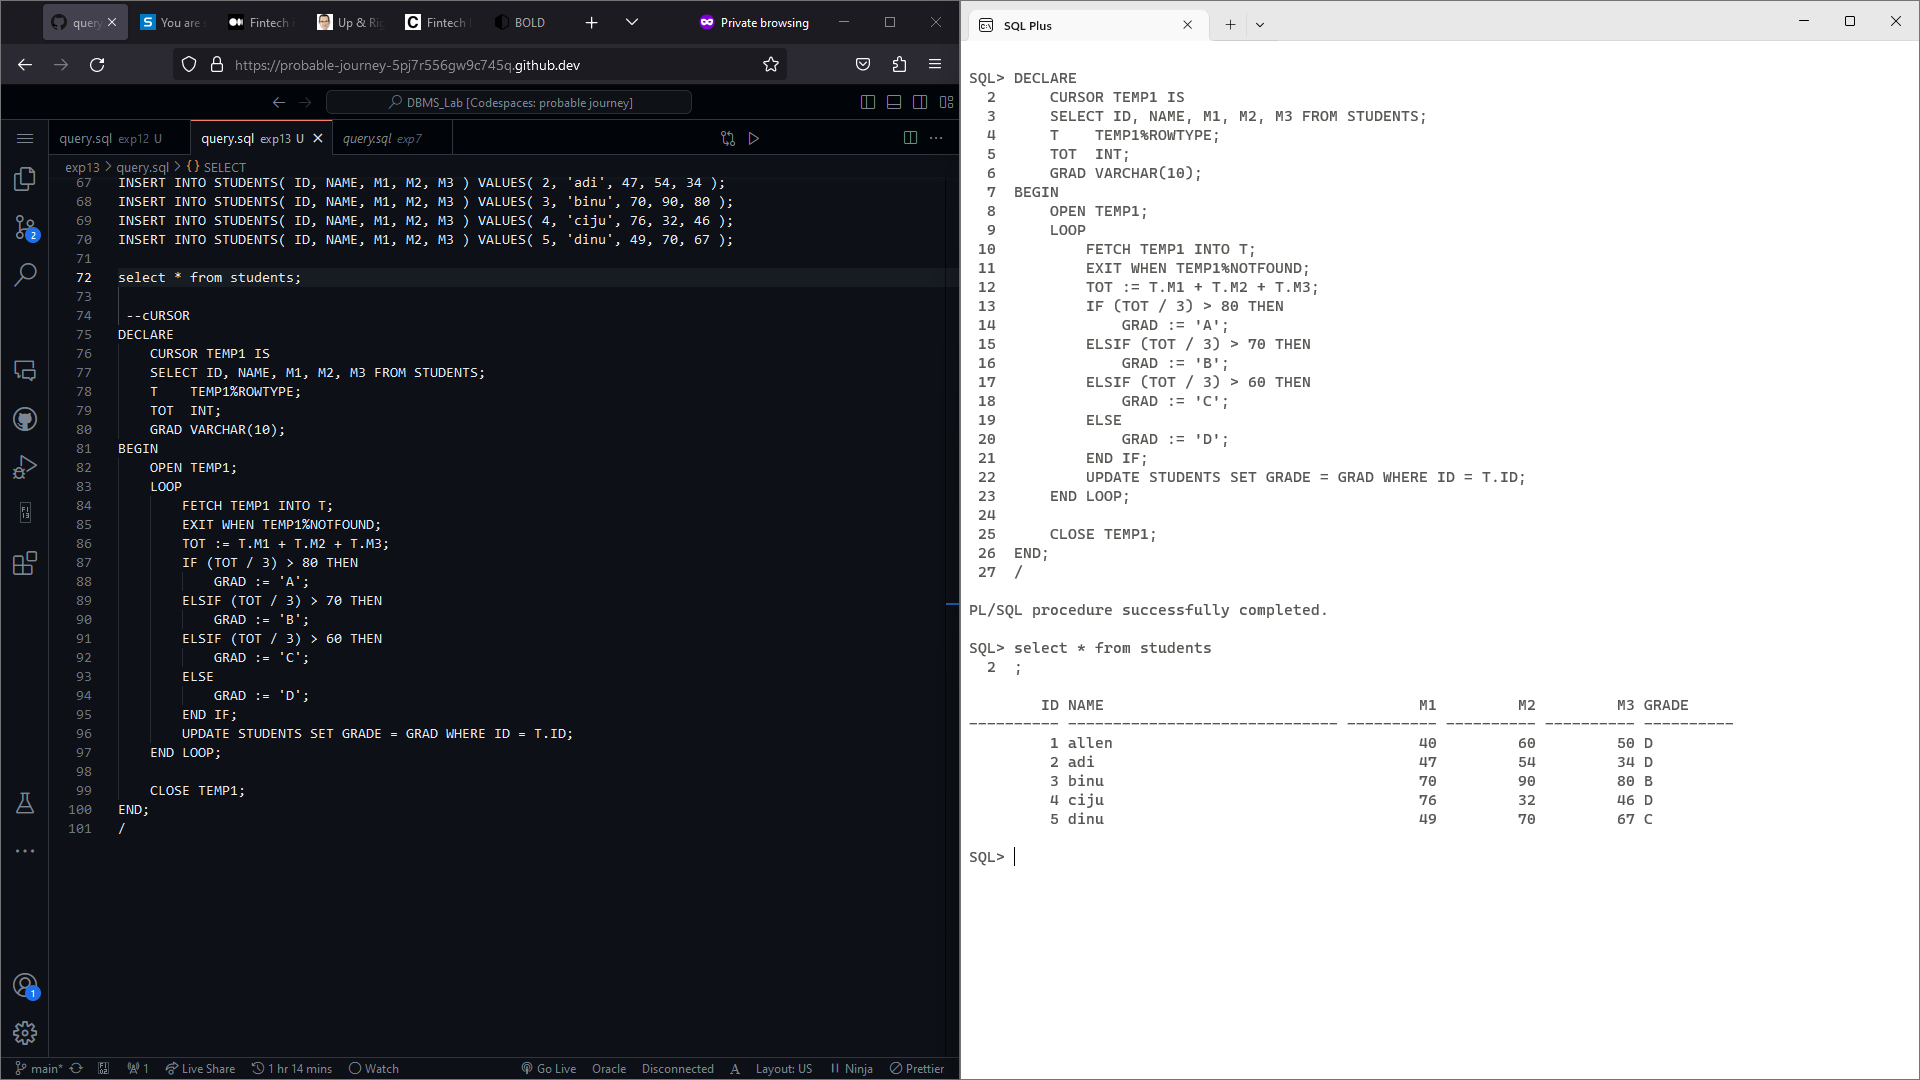 query
You are
Fintech
Up & Ri
Fintech
BOLD
Private browsing
https://probable-journey-5pj7r556gw9c745q.github.dev
DBMS_Lab [Codespaces: probable journey]
query.sql exp12 U
query.sql exp13 U
query.sql exp7
exp13 > query.sql > {} SELECT
67 INSERT INTO STUDENTS( ID, NAME, M1, M2, M3 ) VALUES( 2, 'adi', 47, 54, 34 );
68 INSERT INTO STUDENTS( ID, NAME, M1, M2, M3 ) VALUES( 3, 'binu', 70, 90, 80 );
69 INSERT INTO STUDENTS( ID, NAME, M1, M2, M3 ) VALUES( 4, 'ciju', 76, 32, 46 );
70 INSERT INTO STUDENTS( ID, NAME, M1, M2, M3 ) VALUES( 5, 'dinu', 49, 70, 67 );
71
72 select * from students;
73
74 --cURSOR
75 DECLARE
76 CURSOR TEMP1 IS
77 SELECT ID, NAME, M1, M2, M3 FROM STUDENTS;
78 T TEMP1%ROWTYPE;
79 TOT INT;
80 GRAD VARCHAR(10);
81 BEGIN
82 OPEN TEMP1;
83 LOOP
84 FETCH TEMP1 INTO T;
85 EXIT WHEN TEMP1%NOTFOUND;
86 TOT := T.M1 + T.M2 + T.M3;
87 IF (TOT / 3) > 80 THEN
88 GRAD := 'A';
89 ELSIF (TOT / 3) > 70 THEN
90 GRAD := 'B';
91 ELSIF (TOT / 3) > 60 THEN
92 GRAD := 'C';
93 ELSE
94 GRAD := 'D';
95 END IF;
96 UPDATE STUDENTS SET GRADE = GRAD WHERE ID = T.ID;
97 END LOOP;
98
99 CLOSE TEMP1;
100 END;
101 /
2
1
main*
1
Live Share
1 hr 14 mins
Watch
Go Live
Oracle
Disconnected
Layout: US
Ninja
Prettier
SQL Plus
SQL> DECLARE
2 CURSOR TEMP1 IS
3 SELECT ID, NAME, M1, M2, M3 FROM STUDENTS;
4 T TEMP1%ROWTYPE;
5 TOT INT;
6 GRAD VARCHAR(10);
7 BEGIN
8 OPEN TEMP1;
9 LOOP
10 FETCH TEMP1 INTO T;
11 EXIT WHEN TEMP1%NOTFOUND;
12 TOT := T.M1 + T.M2 + T.M3;
13 IF (TOT / 3) > 80 THEN
14 GRAD := 'A';
15 ELSIF (TOT / 3) > 70 THEN
16 GRAD := 'B';
17 ELSIF (TOT / 3) > 60 THEN
18 GRAD := 'C';
19 ELSE
20 GRAD := 'D';
21 END IF;
22 UPDATE STUDENTS SET GRADE = GRAD WHERE ID = T.ID;
23 END LOOP;
24
25 CLOSE TEMP1;
26 END;
27 /
PL/SQL procedure successfully completed.
SQL> select * from students
2 ;
ID NAME M1 M2 M3 GRADE
---------- ------------------------------ ---------- ---------- ---------- ----------
1 allen 40 60 50 D
2 adi 47 54 34 D
3 binu 70 90 80 B
4 ciju 76 32 46 D
5 dinu 49 70 67 C
SQL>